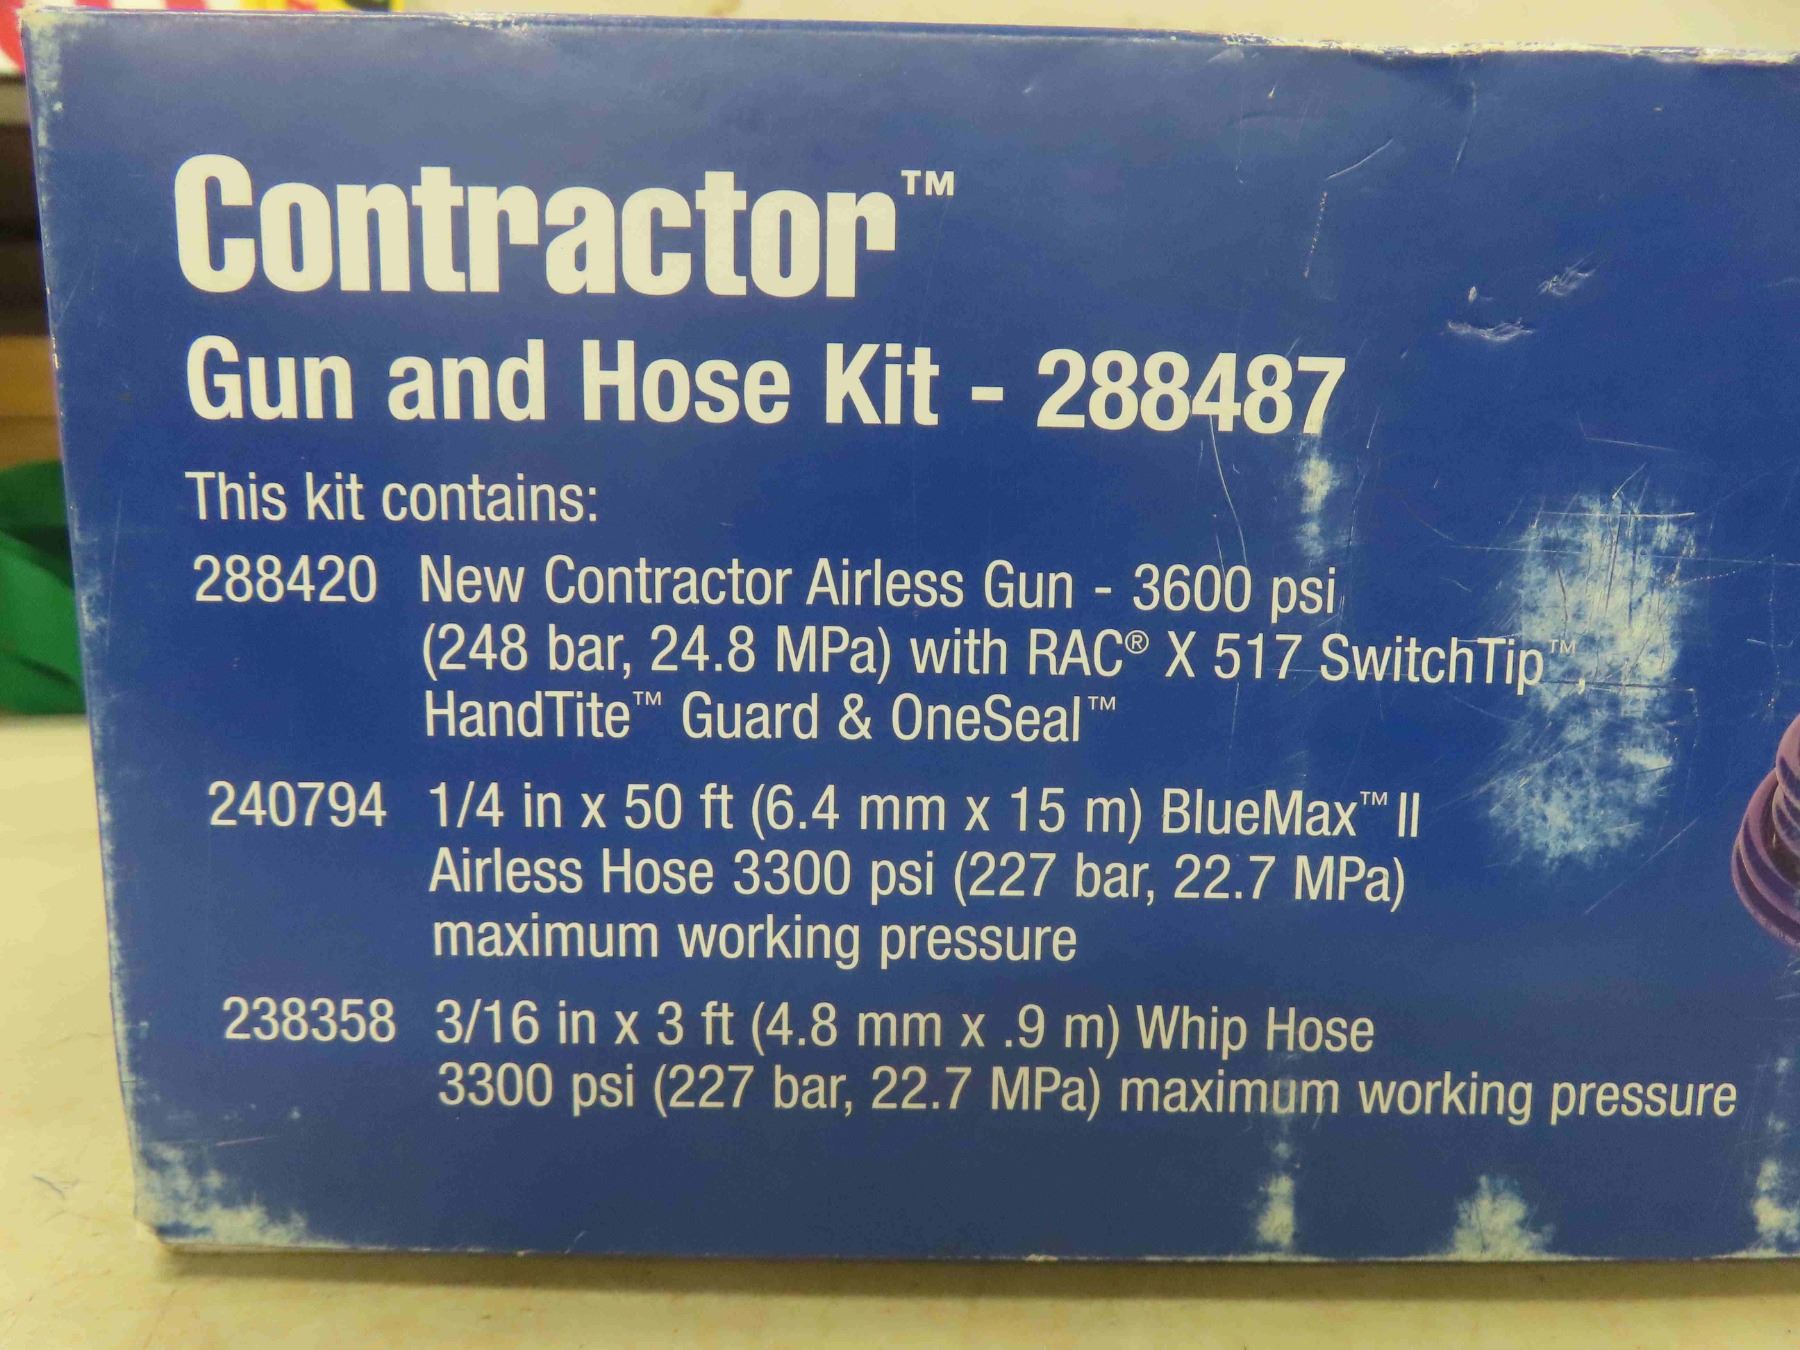 Contractor™
Gun and Hose Kit - 288487
This kit contains:
288420 New Contractor Airless Gun - 3600 psi
(248 bar, 24.8 MPa) with RAC® X 517 SwitchTip™,
HandTite™ Guard & OneSeal™
240794 1/4 in x 50 ft (6.4 mm x 15 m) BlueMax™ II
Airless Hose 3300 psi (227 bar, 22.7 MPa)
maximum working pressure
238358 3/16 in x 3 ft (4.8 mm x .9 m) Whip Hose
3300 psi (227 bar, 22.7 MPa) maximum working pressure